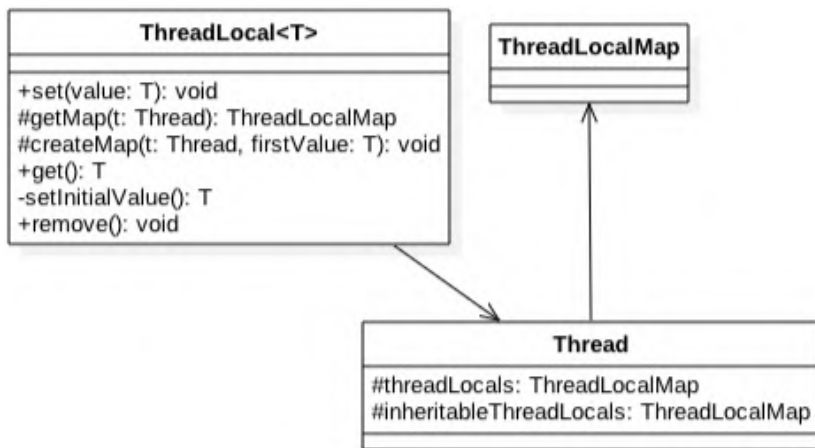 ThreadLocal<T>
+set(value: T): void
#getMap(t: Thread): ThreadLocalMap
#createMap(t: Thread, firstValue: T): void
+get(): T
-setInitialValue(): T
+remove(): void
ThreadLocalMap
Thread
#threadLocals: ThreadLocalMap
#inheritableThreadLocals: ThreadLocalMap